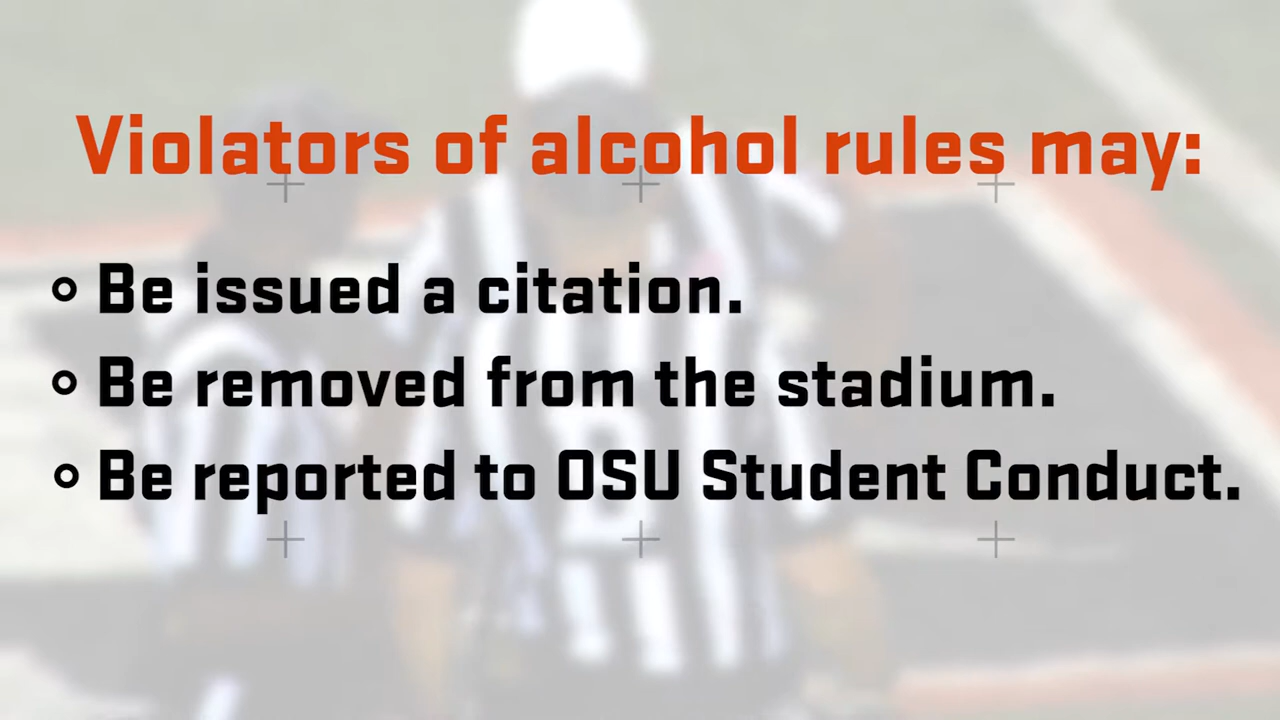 Violators of alcohol rules may:
Be issued a citation.
Be removed from the stadium.
Be reported to OSU Student Conduct.